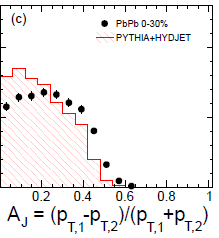 (c)
PbPb 0-30%
PYTHIA+HYDJET
0 0.2 0.4 0.6 0.8 1
A_J = (p_T,1-p_T,2)/(p_T,1+p_T,2)